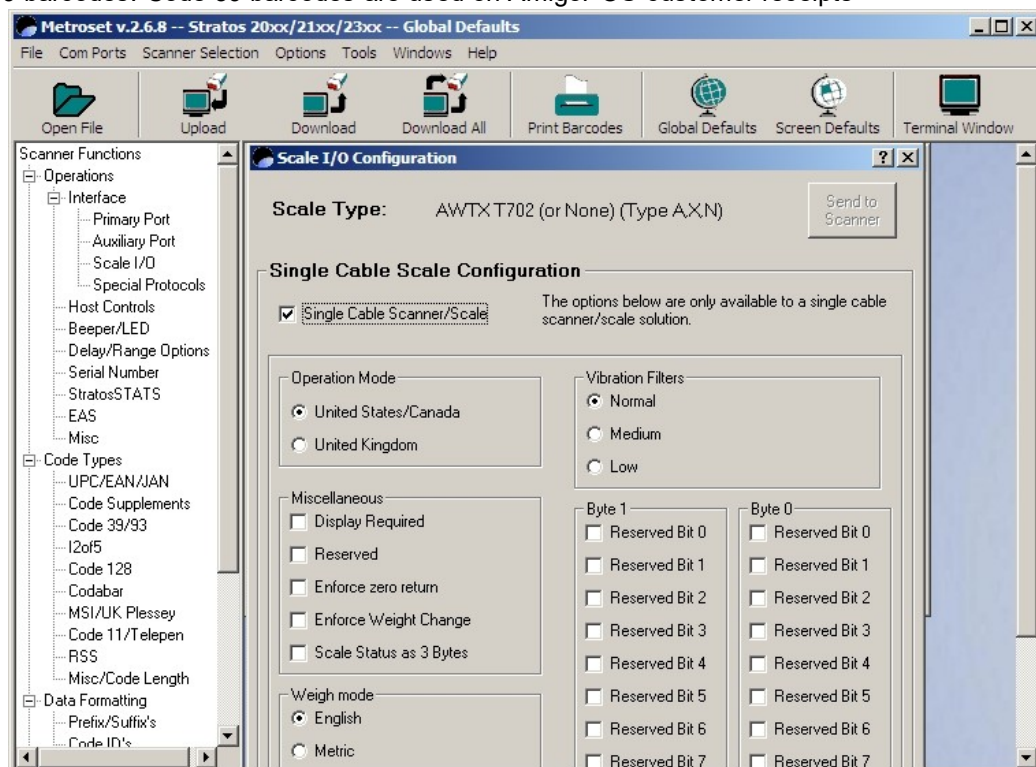 barcodes. Code 39 barcodes are used on Amiger OS customer receipts
Metroset v.2.6.8 -- Stratos 20xx/21xx/23xx -- Global Defaults
File Com Ports Scanner Selection Options Tools Windows Help
Open File Upload Download Download All Print Barcodes Global Defaults Screen Defaults Terminal Window
Scanner Functions
Operations
Interface
Primary Port
Auxiliary Port
Scale I/O
Special Protocols
Host Controls
Beeper/LED
Delay/Range Options
Serial Number
StratosSTATS
EAS
Misc
Code Types
UPC/EAN/JAN
Code Supplements
Code 39/93
I2of5
Code 128
Codabar
MSI/UK Plessey
Code 11/Telepen
RSS
Misc/Code Length
Data Formatting
Prefix/Suffix's
Code ID's
Scale I/O Configuration
Scale Type: AWTX T702 (or None) (Type A,X,N)
Send to
Scanner
Single Cable Scale Configuration
Single Cable Scanner/Scale
The options below are only available to a single cable
scanner/scale solution.
Operation Mode
United States/Canada
United Kingdom
Vibration Filters
Normal
Medium
Low
Miscellaneous
Display Required
Reserved
Enforce zero return
Enforce Weight Change
Scale Status as 3 Bytes
Weigh mode
English
Metric
Byte 1
Reserved Bit 0
Reserved Bit 1
Reserved Bit 2
Reserved Bit 3
Reserved Bit 4
Reserved Bit 5
Reserved Bit 6
Reserved Bit 7
Byte 0
Reserved Bit 0
Reserved Bit 1
Reserved Bit 2
Reserved Bit 3
Reserved Bit 4
Reserved Bit 5
Reserved Bit 6
Reserved Bit 7